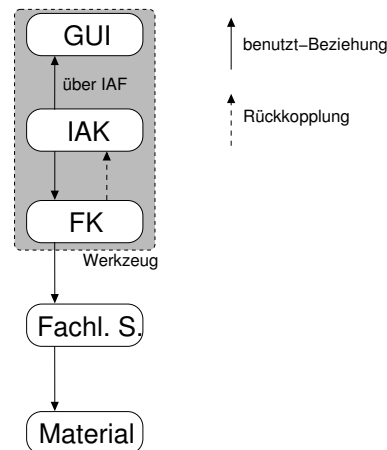 GUI
benutzt–Beziehung
über IAF
Rückkopplung
IAK
FK
Werkzeug
Fachl. S.
Material